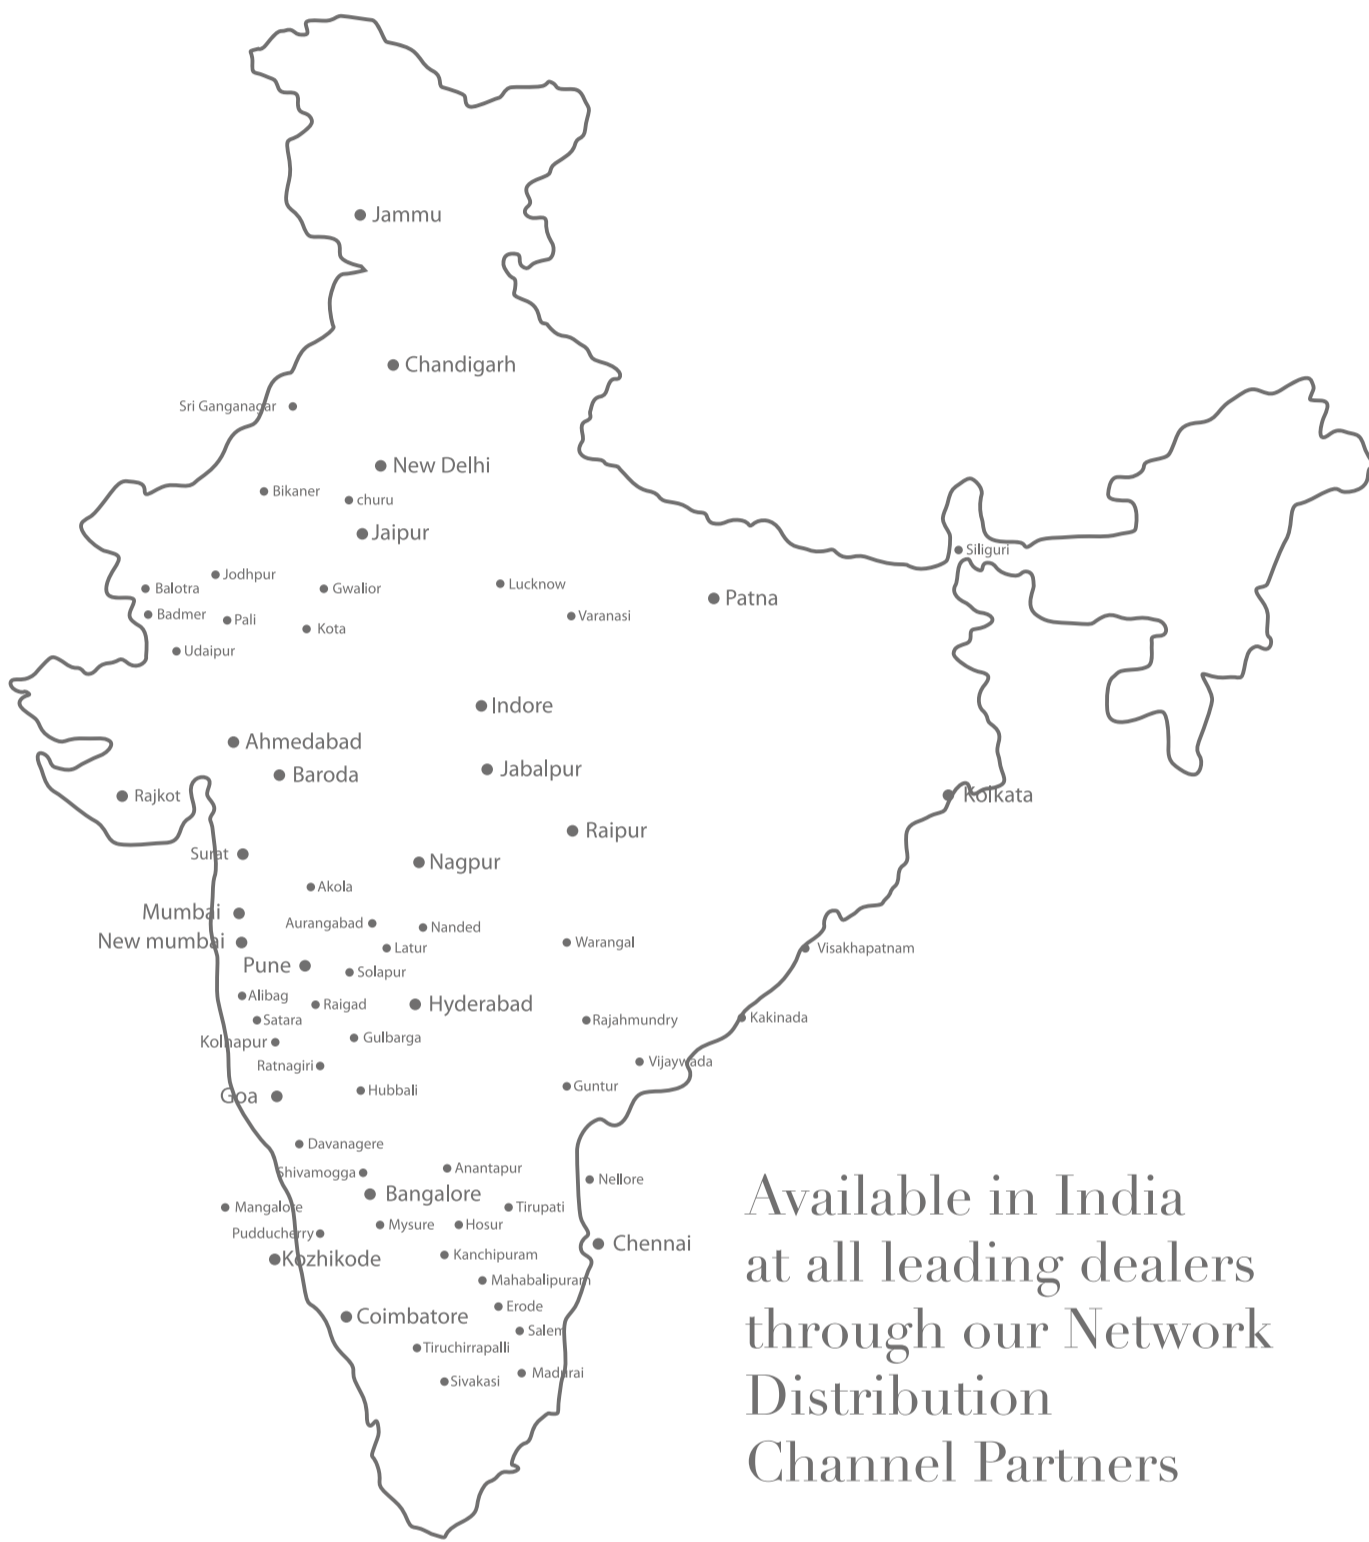 Jammu
Chandigarh
Sri Ganganagar
New Delhi
Bikaner
churu
Jaipur
Siliguri
Jodhpur
Balotra
Gwalior
Lucknow
Patna
Badmer
Pali
Varanasi
Kota
Udaipur
Indore
Ahmedabad
Baroda
Jabalpur
Rajkot
Kolkata
Raipur
Surat
Nagpur
Akola
Mumbai
Aurangabad
Nanded
New mumbai
Warangal
Latur
Visakhapatnam
Pune
Solapur
Alibag
Raigad
Hyderabad
Satara
Rajahmundry
Kakinada
Kolhapur
Gulbarga
Ratnagiri
Vijaywada
Hubbali
Guntur
Goa
Davanagere
Shivamogga
Anantapur
Nellore
Bangalore
Mangalore
Tirupati
Pudducherry
Mysure
Hosur
Chennai
Kozhikode
Kanchipuram
Mahabalipuram
Erode
Coimbatore
Salem
Tiruchirrapalli
Madurai
Sivakasi
Available in India
at all leading dealers
through our Network
Distribution
Channel Partners